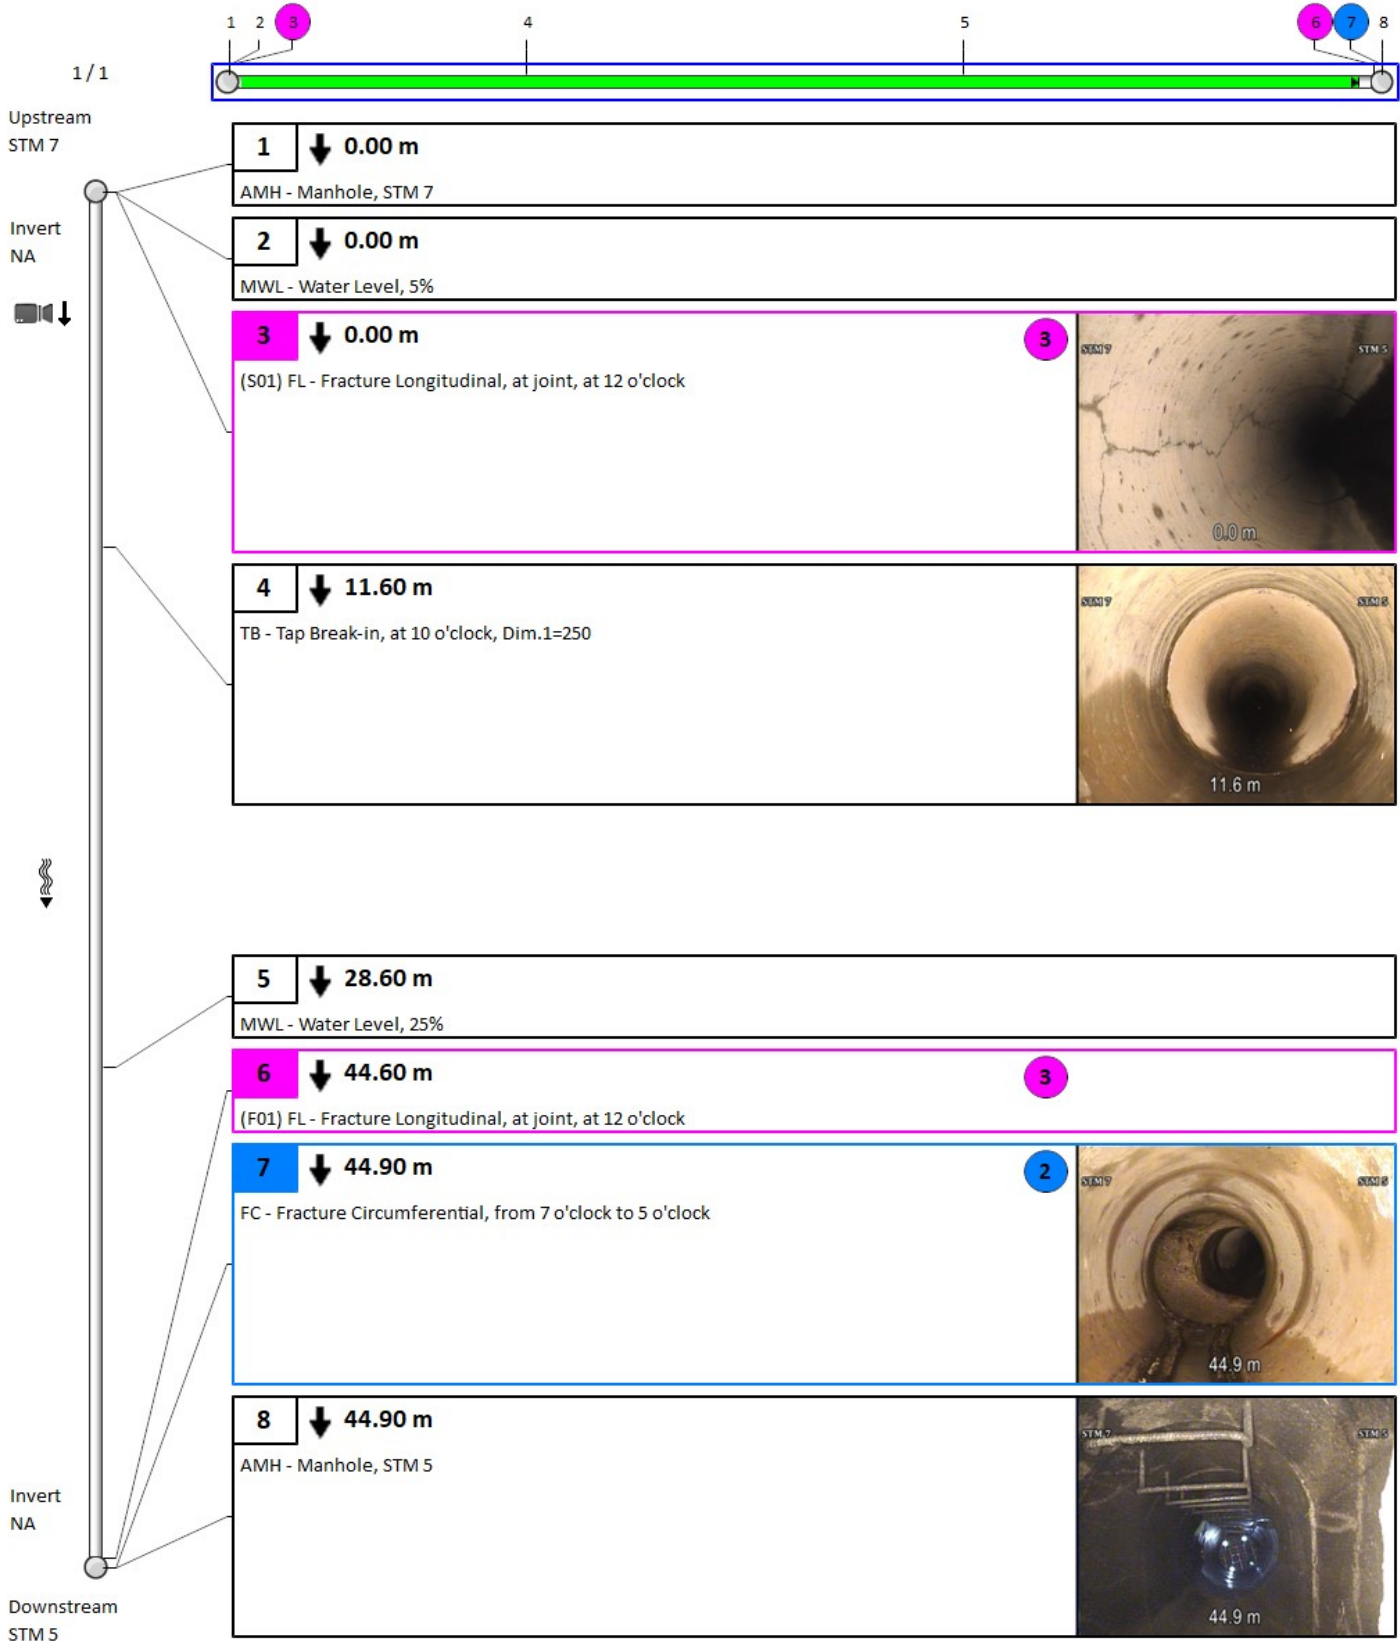 1 2 3 4 5 6 7 8
1 / 1
Upstream
STM 7
1 0.00 m
AMH - Manhole, STM 7
Invert
NA
2 0.00 m
MWL - Water Level, 5%
3 0.00 m 3
(S01) FL - Fracture Longitudinal, at joint, at 12 o'clock
STM 7 STM 5
0.0 m
4 11.60 m
TB - Tap Break-in, at 10 o'clock, Dim.1=250
STM 7 STM 5
11.6 m
5 28.60 m
MWL - Water Level, 25%
6 44.60 m 3
(F01) FL - Fracture Longitudinal, at joint, at 12 o'clock
7 44.90 m 2
FC - Fracture Circumferential, from 7 o'clock to 5 o'clock
STM 7 STM 5
44.9 m
8 44.90 m
AMH - Manhole, STM 5
STM 7 STM 5
44.9 m
Invert
NA
Downstream
STM 5